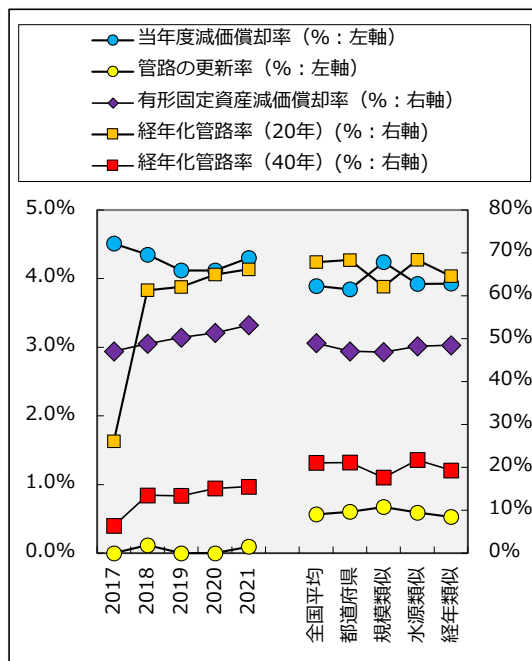 当年度減価償却率（%：左軸）
管路の更新率（%：左軸）
有形固定資産減価償却率（%：右軸）
経年化管路率（20年）(%：右軸)
経年化管路率（40年）(%：右軸)
5.0%
4.0%
3.0%
2.0%
1.0%
0.0%
80%
70%
60%
50%
40%
30%
20%
10%
0%
2017
2018
2019
2020
2021
全国平均
都道府県
規模類似
水源類似
経年類似